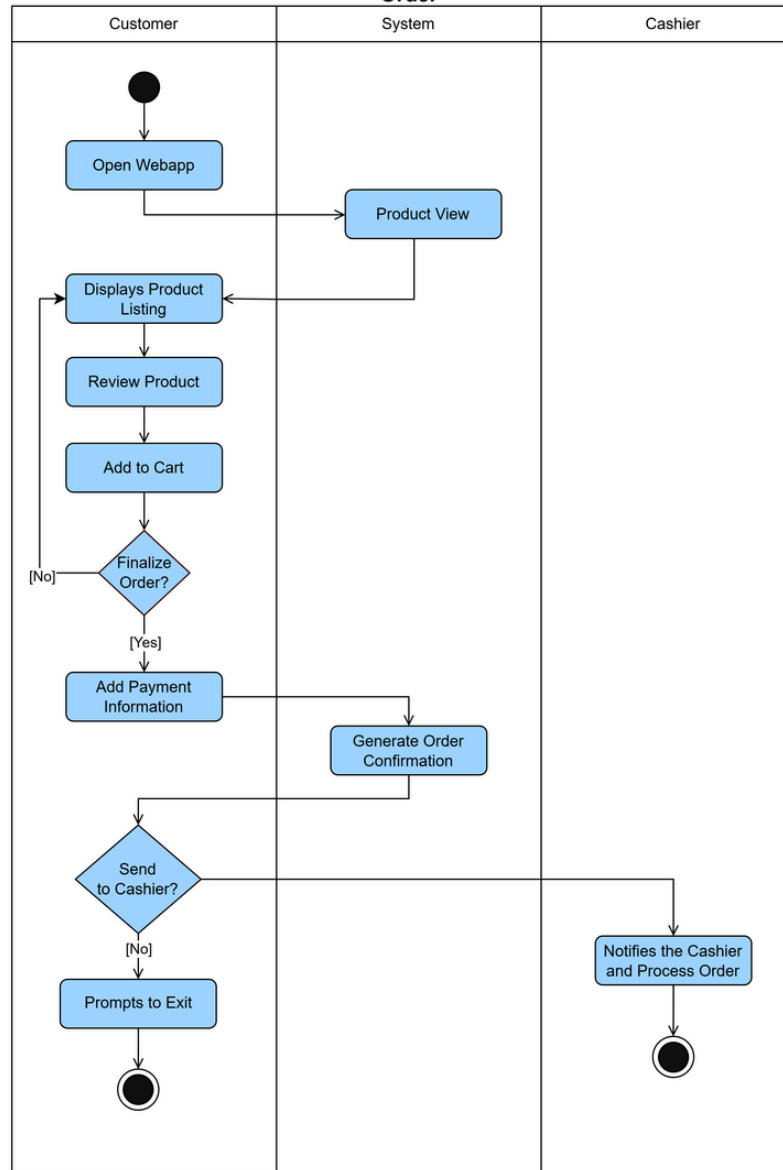 Order
Customer
System
Cashier
Open Webapp
Product View
Displays Product
Listing
Review Product
Add to Cart
Finalize
Order?
[No]
[Yes]
Add Payment
Information
Generate Order
Confirmation
Send
to Cashier?
[No]
Notifies the Cashier
and Process Order
Prompts to Exit